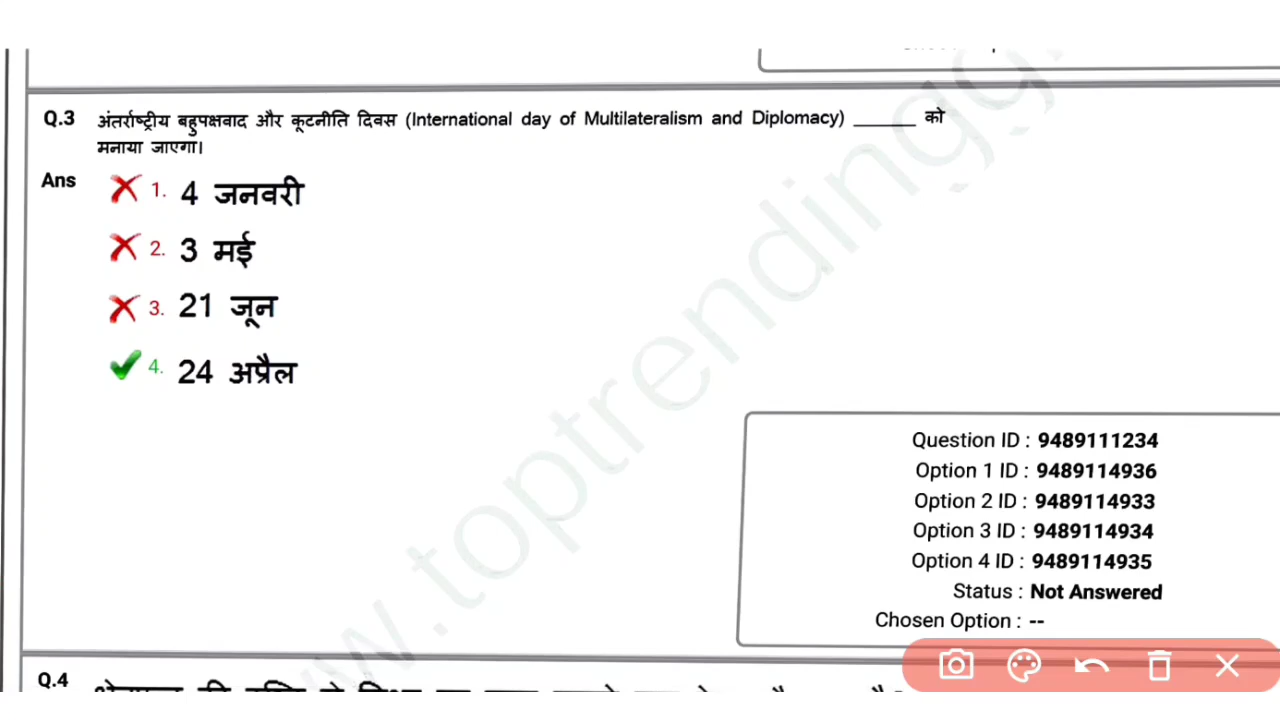 Q.3 अंतर्राष्ट्रीय बहुपक्षवाद और कूटनीति दिवस (International day of Multilateralism and Diplomacy) ______ को
मनाया जाएगा।
Ans 1. 4 जनवरी
2. 3 मई
3. 21 जून
4. 24 अप्रैल
Question ID : 9489111234
Option 1 ID : 9489114936
Option 2 ID : 9489114933
Option 3 ID : 9489114934
Option 4 ID : 9489114935
Status : Not Answered
Chosen Option : --
Q.4